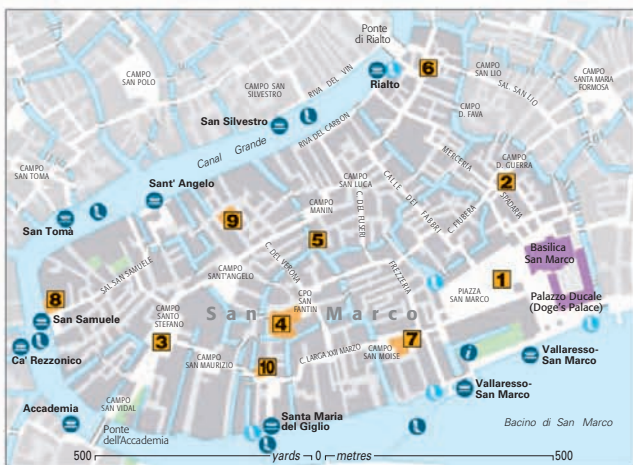 Ponte
di Rialto
CAMPO
SAN POLO
CAMPO SAN
SILVESTRO
RIVA DEL VIN
Rialto
6
CAMPO
SAN LIO
SAL. SAN LIO
CAMPO
SANTA MARIA
FORMOSA
San Silvestro
RIVA DEL CARBON
CMPO
D. FAVA
Canal Grande
MERCERIA
CAMPO
D. GUERRA
CAMPO
SAN TOMA
Sant' Angelo
CAMPO
SAN LUCA
CALLE DEI FABBRI
2
SPADARIA
San Tomà
9
CAMPO
MANIN
C. DEI FUSERI
C. FIUBERA
5
Basilica
San Marco
SAL SAN SAMUELE
CAMPO
SANT'ANGELO
C. DEL VERONA
FREZZERIA
1
PIAZZA
SAN MARCO
8
CPO
SAN
FANTIN
Palazzo Ducale
(Doge's Palace)
San Marco
San Samuele
CAMPO
SANTO
STEFANO
4
3
7
Ca' Rezzonico
CAMPO
SAN MAURIZIO
C. LARGA XXII MARZO
CAMPO
SAN MOISE
10
i
Vallaresso-
San Marco
Vallaresso-
San Marco
Accademia
CAMPO
SAN VIDAL
Santa Maria
del Giglio
Bacino di San Marco
Ponte
dell'Accademia
500 yards 0 metres 500